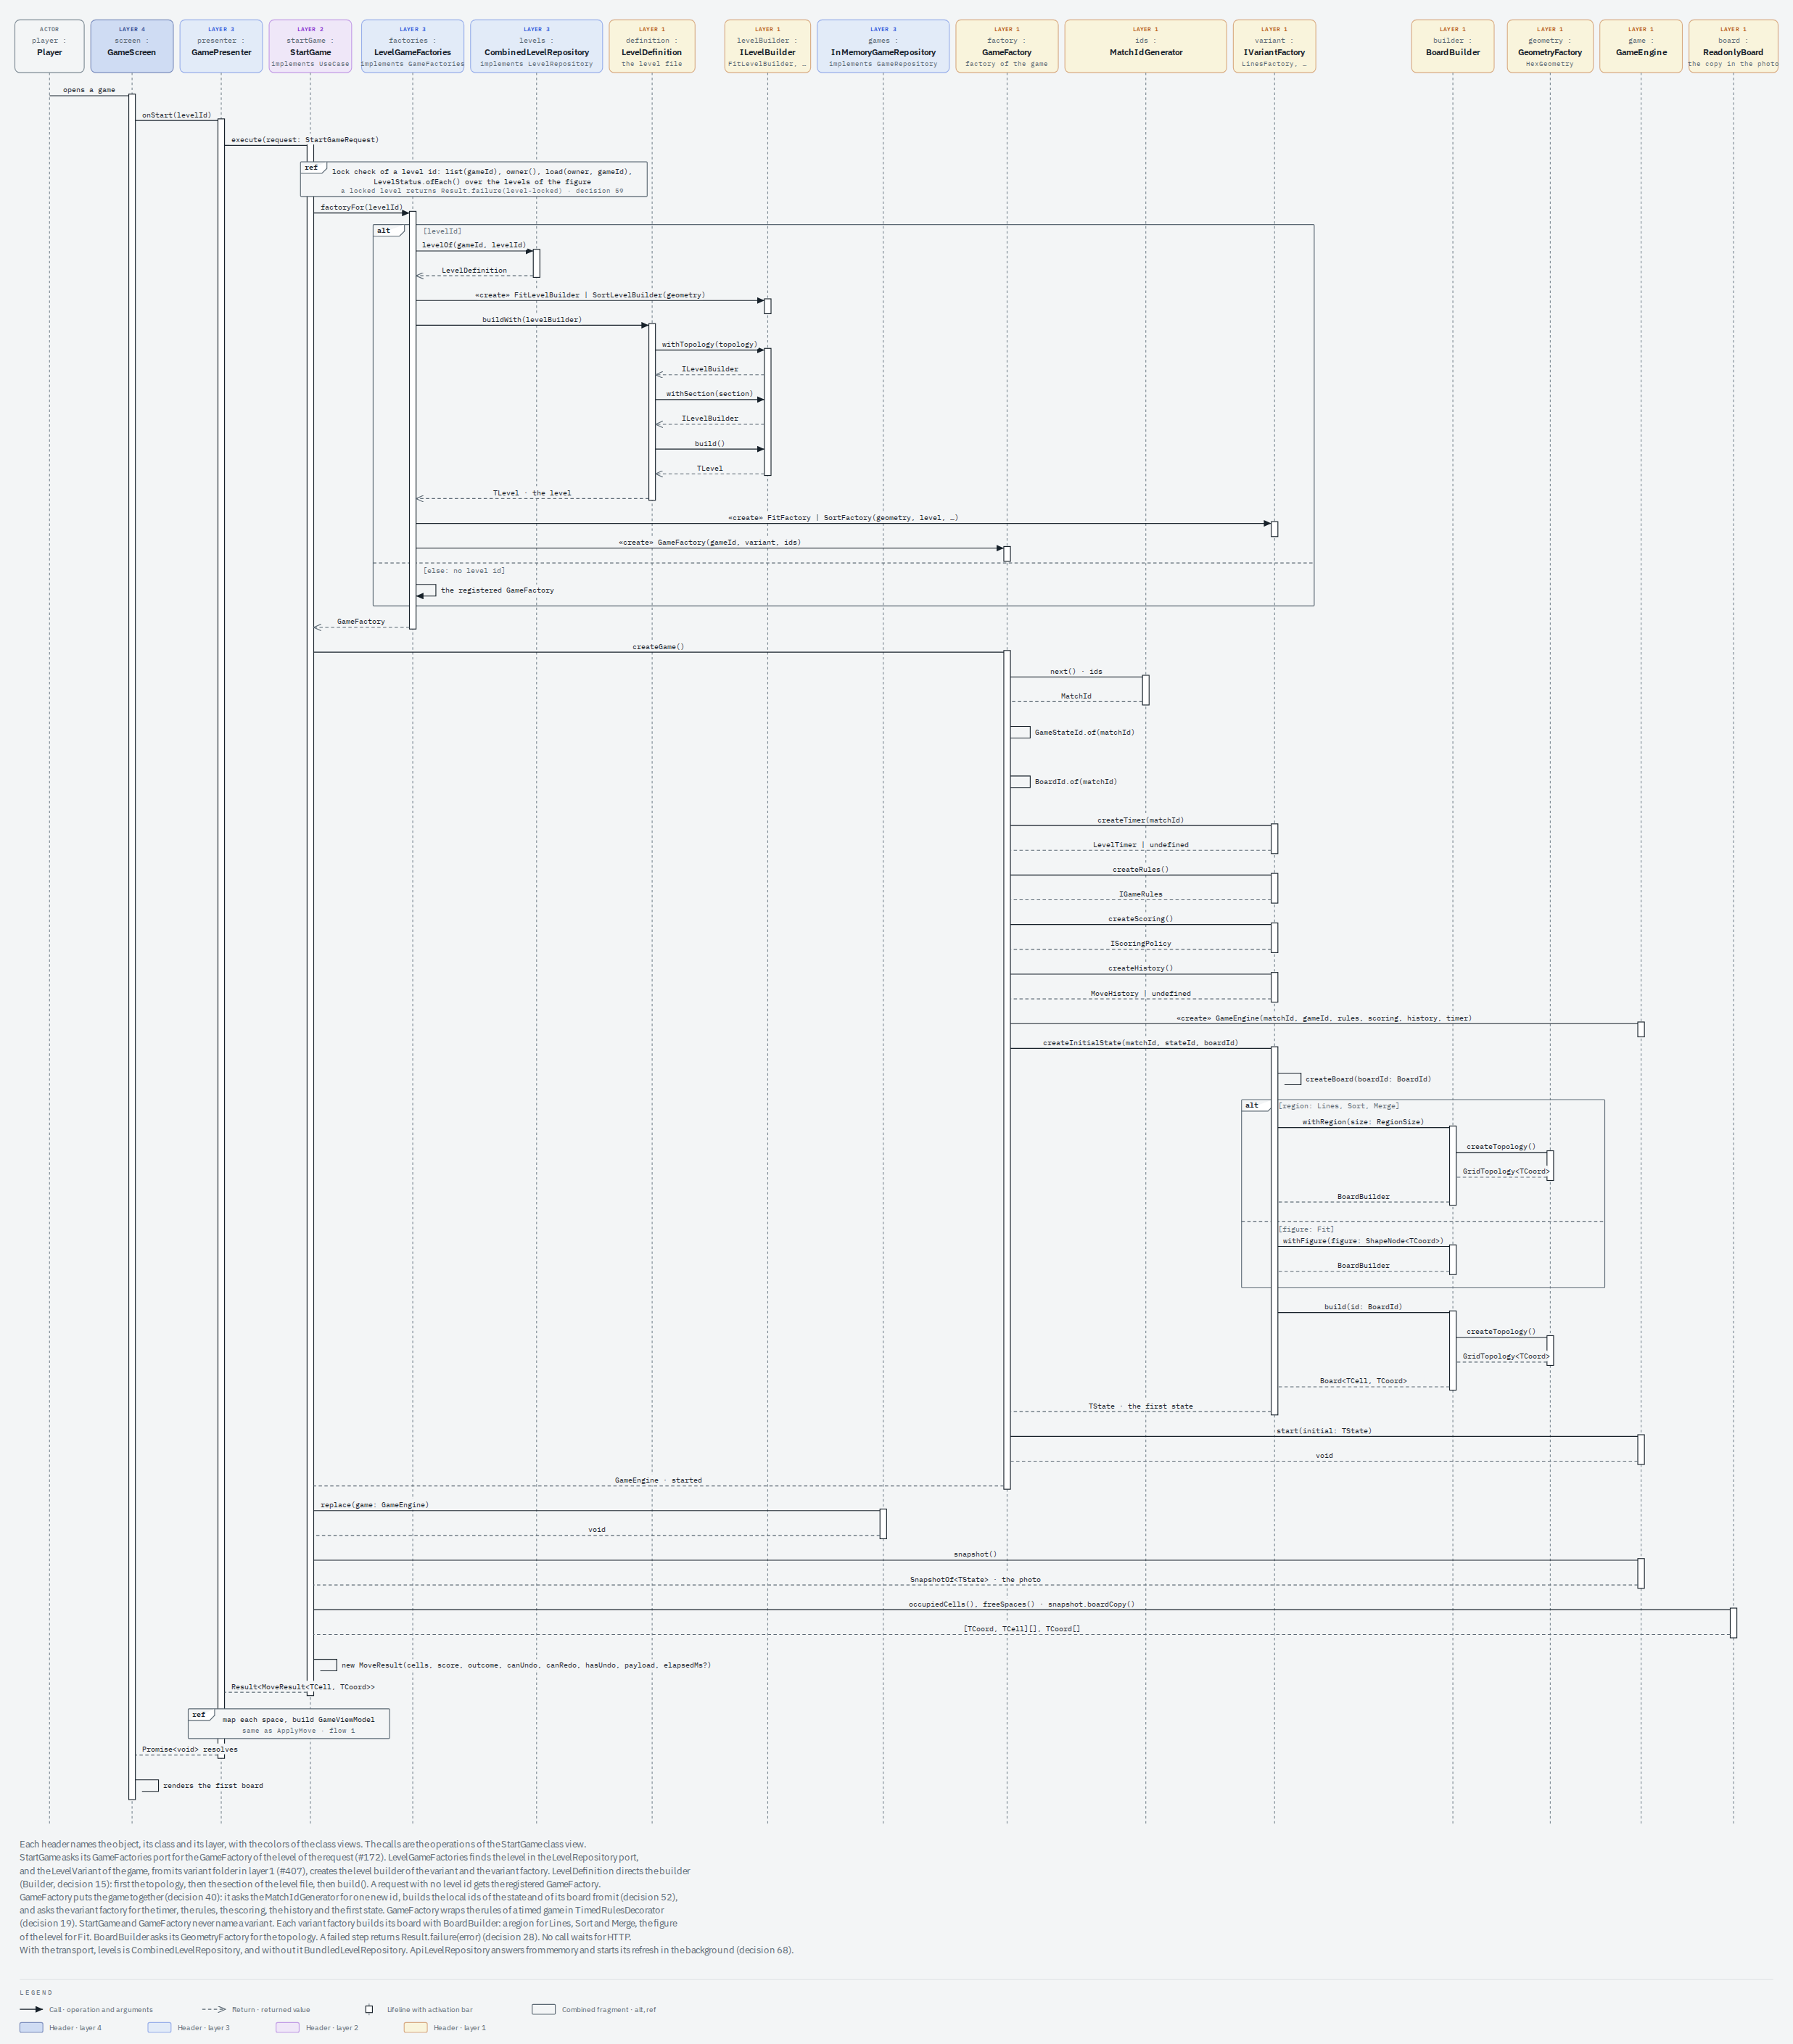 ACTOR
player :
Player
LAYER 4
screen :
GameScreen
LAYER 3
presenter :
GamePresenter
LAYER 2
startGame :
StartGame
implements UseCase
LAYER 3
factories :
LevelGameFactories
implements GameFactories
LAYER 3
levels :
CombinedLevelRepository
implements LevelRepository
LAYER 1
definition :
LevelDefinition
the level file
LAYER 1
levelBuilder :
ILevelBuilder
FitLevelBuilder, …
LAYER 3
games :
InMemoryGameRepository
implements GameRepository
LAYER 1
factory :
GameFactory
factory of the game
LAYER 1
ids :
MatchIdGenerator
LAYER 1
variant :
IVariantFactory
LinesFactory, …
LAYER 1
builder :
BoardBuilder
LAYER 1
geometry :
GeometryFactory
HexGeometry
LAYER 1
game :
GameEngine
LAYER 1
board :
ReadonlyBoard
the copy in the photo
opens a game
onStart(levelId)
execute(request: StartGameRequest)
ref
lock check of a level id: list(gameId), owner(), load(owner, gameId),
LevelStatus.ofEach() over the levels of the figure
a locked level returns Result.failure(level-locked) · decision 59
factoryFor(levelId)
alt
[levelId]
levelOf(gameId, levelId)
LevelDefinition
«create» FitLevelBuilder | SortLevelBuilder(geometry)
buildWith(levelBuilder)
withTopology(topology)
ILevelBuilder
withSection(section)
ILevelBuilder
build()
TLevel
TLevel · the level
«create» FitFactory | SortFactory(geometry, level, …)
«create» GameFactory(gameId, variant, ids)
[else: no level id]
the registered GameFactory
GameFactory
createGame()
next() · ids
MatchId
GameStateId.of(matchId)
BoardId.of(matchId)
createTimer(matchId)
LevelTimer | undefined
createRules()
IGameRules
createScoring()
IScoringPolicy
createHistory()
MoveHistory | undefined
«create» GameEngine(matchId, gameId, rules, scoring, history, timer)
createInitialState(matchId, stateId, boardId)
createBoard(boardId: BoardId)
alt
[region: Lines, Sort, Merge]
withRegion(size: RegionSize)
createTopology()
GridTopology<TCoord>
BoardBuilder
[figure: Fit]
withFigure(figure: ShapeNode<TCoord>)
BoardBuilder
build(id: BoardId)
createTopology()
GridTopology<TCoord>
Board<TCell, TCoord>
TState · the first state
start(initial: TState)
void
GameEngine · started
replace(game: GameEngine)
void
snapshot()
SnapshotOf<TState> · the photo
occupiedCells(), freeSpaces() · snapshot.boardCopy()
[TCoord, TCell][], TCoord[]
new MoveResult(cells, score, outcome, canUndo, canRedo, hasUndo, payload, elapsedMs?)
Result<MoveResult<TCell, TCoord>>
ref
map each space, build GameViewModel
same as ApplyMove · flow 1
Promise<void> resolves
renders the first board
Each header names the object, its class and its layer, with the colors of the class views. The calls are the operations of the StartGame class view.
StartGame asks its GameFactories port for the GameFactory of the level of the request (#172). LevelGameFactories finds the level in the LevelRepository port,
and the LevelVariant of the game, from its variant folder in layer 1 (#407), creates the level builder of the variant and the variant factory. LevelDefinition directs the builder
(Builder, decision 15): first the topology, then the section of the level file, then build(). A request with no level id gets the registered GameFactory.
GameFactory puts the game together (decision 40): it asks the MatchIdGenerator for one new id, builds the local ids of the state and of its board from it (decision 52),
and asks the variant factory for the timer, the rules, the scoring, the history and the first state. GameFactory wraps the rules of a timed game in TimedRulesDecorator
(decision 19). StartGame and GameFactory never name a variant. Each variant factory builds its board with BoardBuilder: a region for Lines, Sort and Merge, the figure
of the level for Fit. BoardBuilder asks its GeometryFactory for the topology. A failed step returns Result.failure(error) (decision 28). No call waits for HTTP.
With the transport, levels is CombinedLevelRepository, and without it BundledLevelRepository. ApiLevelRepository answers from memory and starts its refresh in the background (decision 68).
LEGEND
Call · operation and arguments
Return · returned value
Lifeline with activation bar
Combined fragment · alt, ref
Header · layer 4
Header · layer 3
Header · layer 2
Header · layer 1